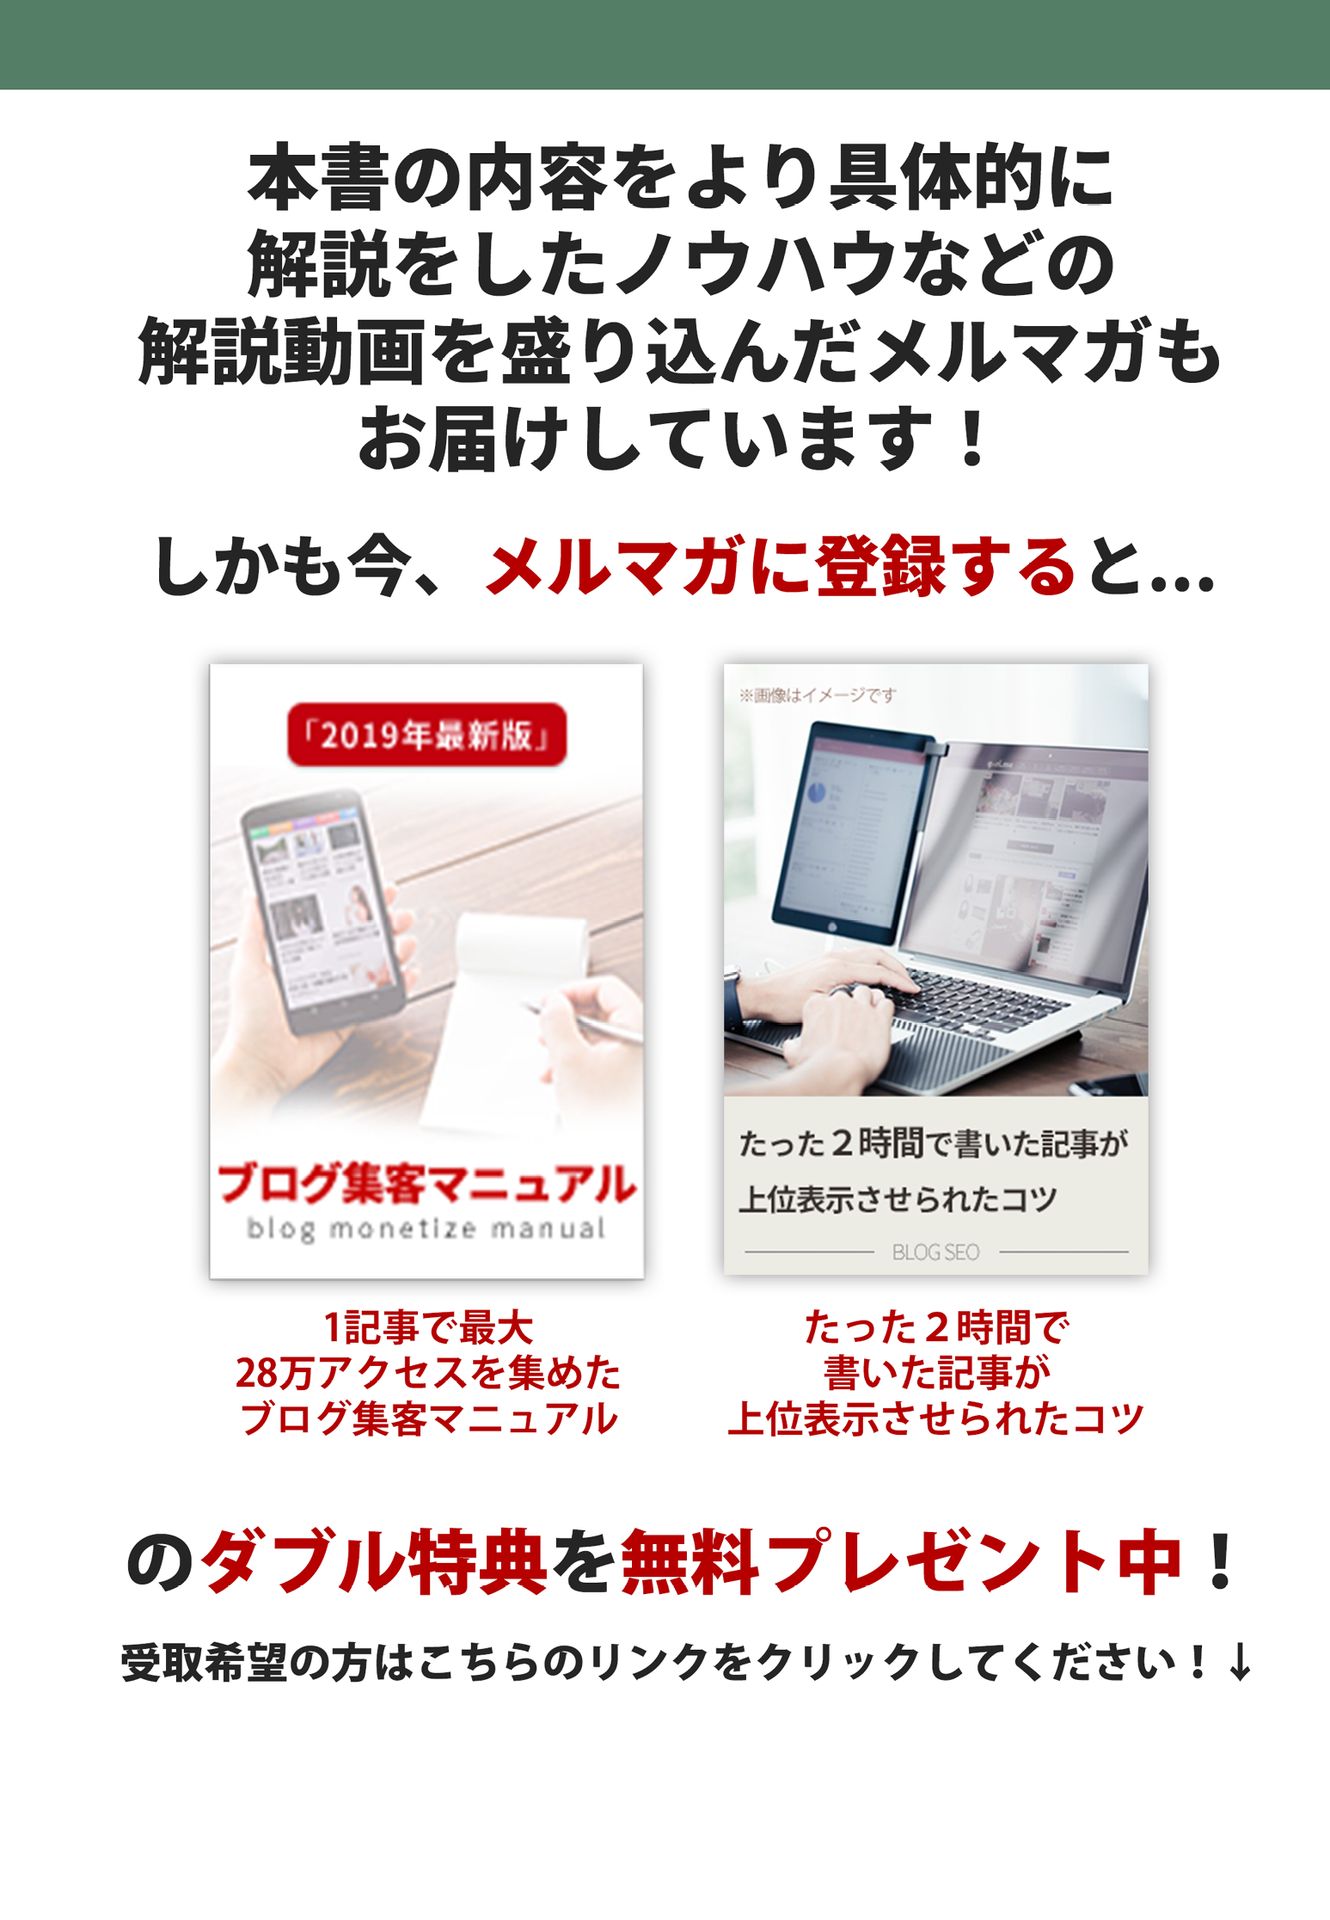 本書の内容をより具体的に
解説をしたノウハウなどの
解説動画を盛り込んだメルマガも
お届けしています！
しかも今、メルマガに登録すると...
「2019年最新版」
ブログ集客マニュアル
blog monetize manual
※画像はイメージです
たった２時間で書いた記事が
上位表示させられたコツ
BLOG SEO
1記事で最大
28万アクセスを集めた
ブログ集客マニュアル
たった２時間で
書いた記事が
上位表示させられたコツ
のダブル特典を無料プレゼント中！
受取希望の方はこちらのリンクをクリックしてください！↓